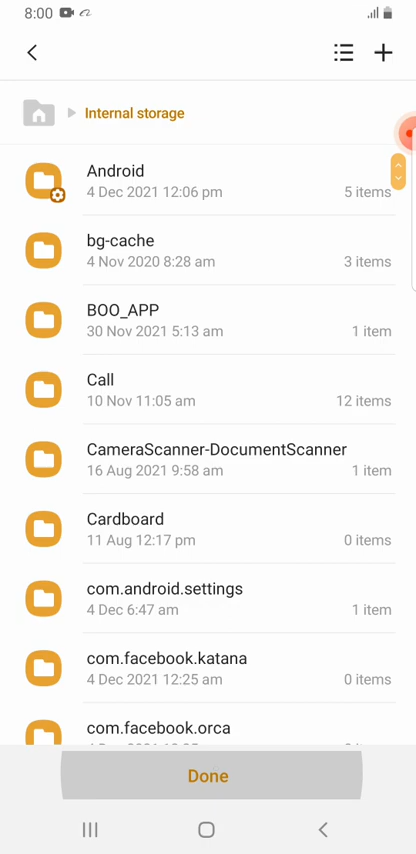 8:00
Internal storage
Android
4 Dec 2021 12:06 pm 5 items
bg-cache
4 Nov 2020 8:28 am 3 items
BOO_APP
30 Nov 2021 5:13 am 1 item
Call
10 Nov 11:05 am 12 items
CameraScanner-DocumentScanner
16 Aug 2021 9:58 am 1 item
Cardboard
11 Aug 12:17 pm 0 items
com.android.settings
4 Dec 6:47 am 1 item
com.facebook.katana
4 Dec 2021 12:25 am 0 items
com.facebook.orca
Done